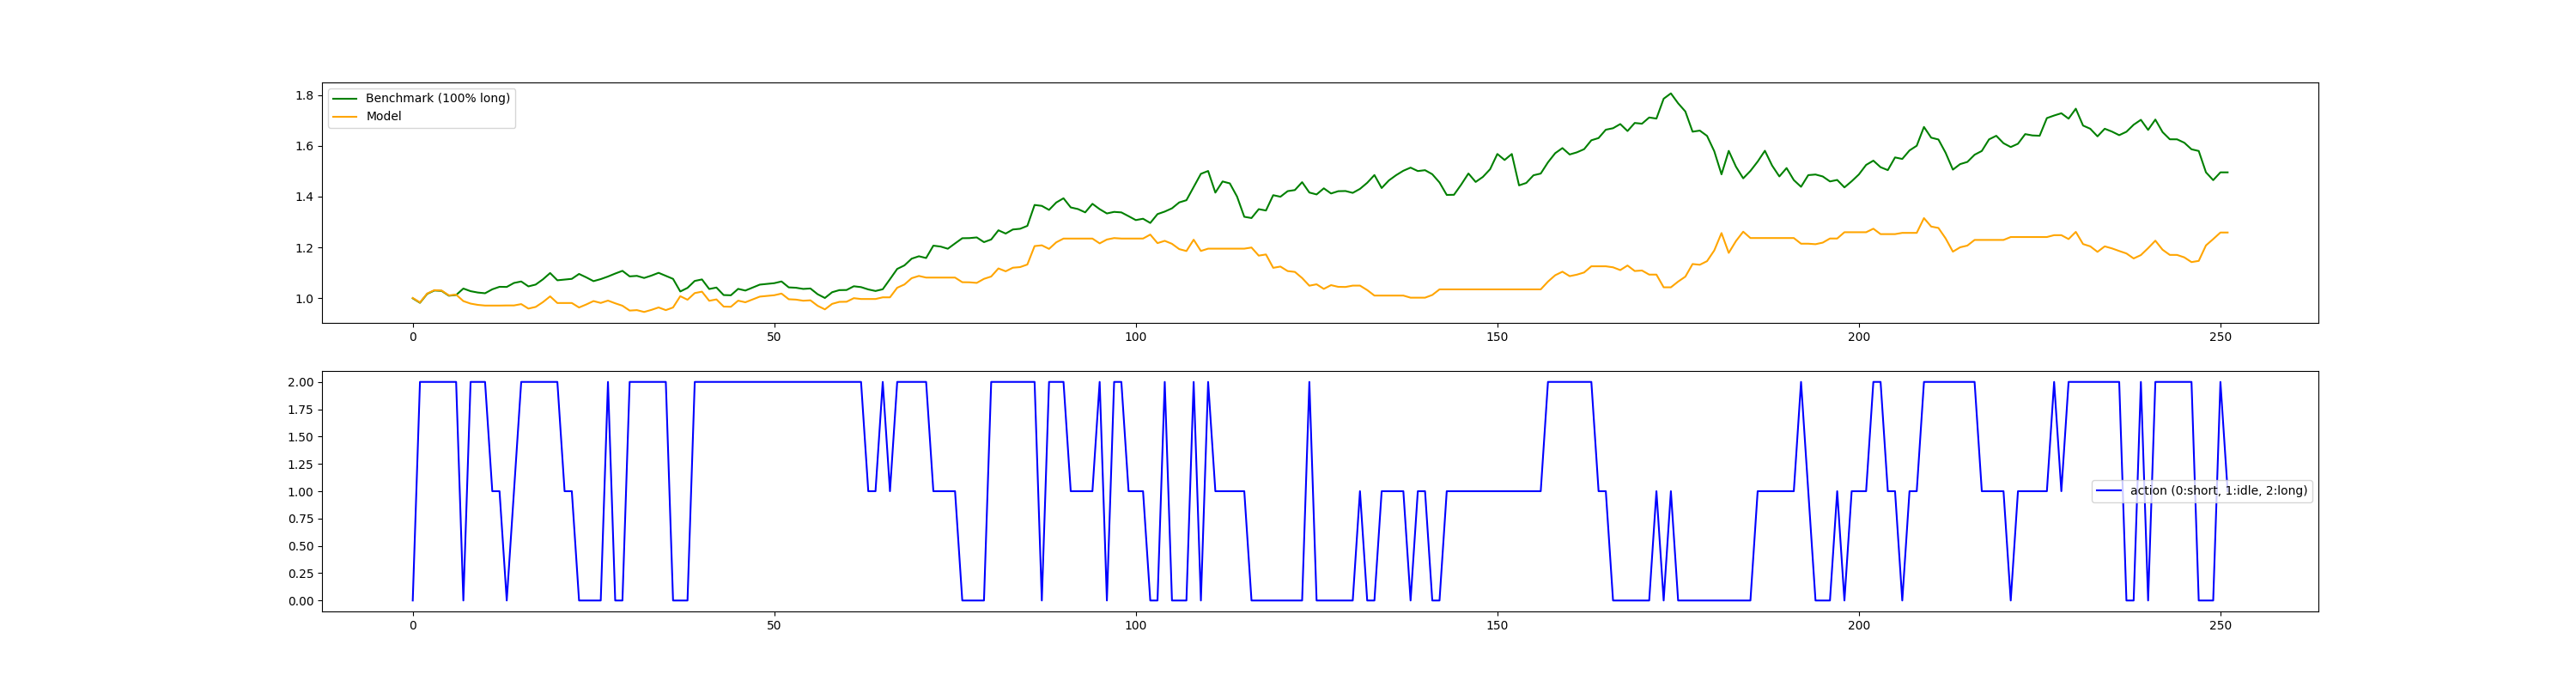 1.8
1.6
1.4
1.2
1.0
Benchmark (100% long)
Model
0 50 100 150 200 250
2.00
1.75
1.50
1.25
1.00
0.75
0.50
0.25
0.00
action (0:short, 1:idle, 2:long)
0 50 100 150 200 250